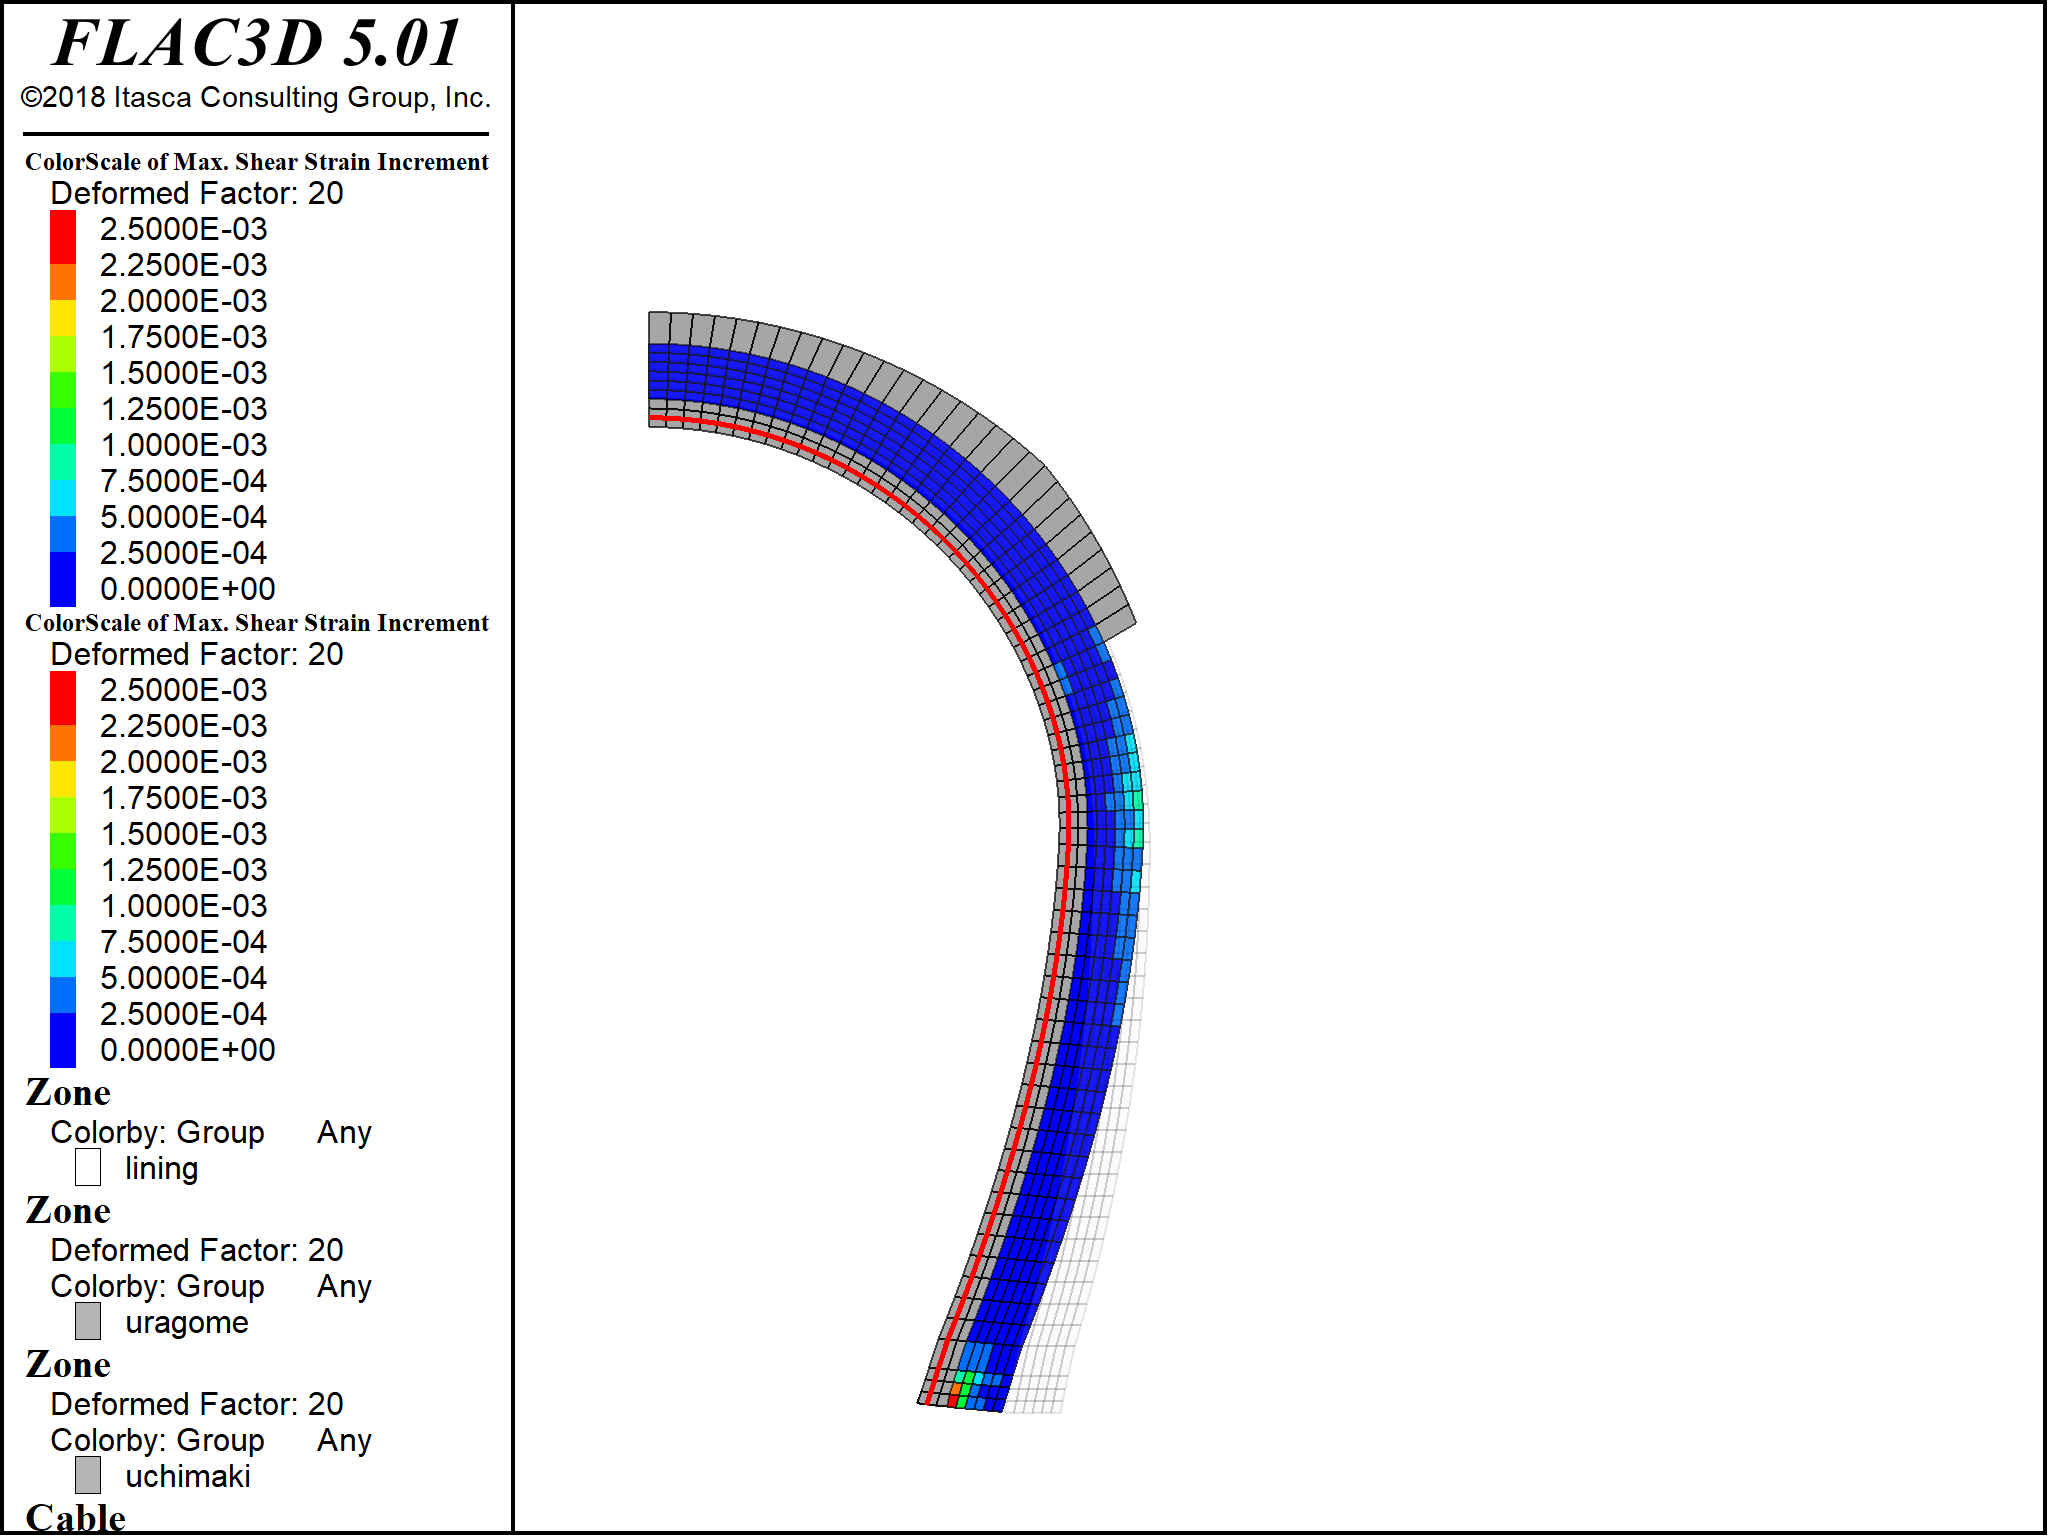 FLAC3D 5.01
©2018 Itasca Consulting Group, Inc.
ColorScale of Max. Shear Strain Increment
Deformed Factor: 20
2.5000E-03
2.2500E-03
2.0000E-03
1.7500E-03
1.5000E-03
1.2500E-03
1.0000E-03
7.5000E-04
5.0000E-04
2.5000E-04
0.0000E+00
ColorScale of Max. Shear Strain Increment
Deformed Factor: 20
2.5000E-03
2.2500E-03
2.0000E-03
1.7500E-03
1.5000E-03
1.2500E-03
1.0000E-03
7.5000E-04
5.0000E-04
2.5000E-04
0.0000E+00
Zone
Colorby: Group Any
lining
Zone
Deformed Factor: 20
Colorby: Group Any
uragome
Zone
Deformed Factor: 20
Colorby: Group Any
uchimaki
Cable